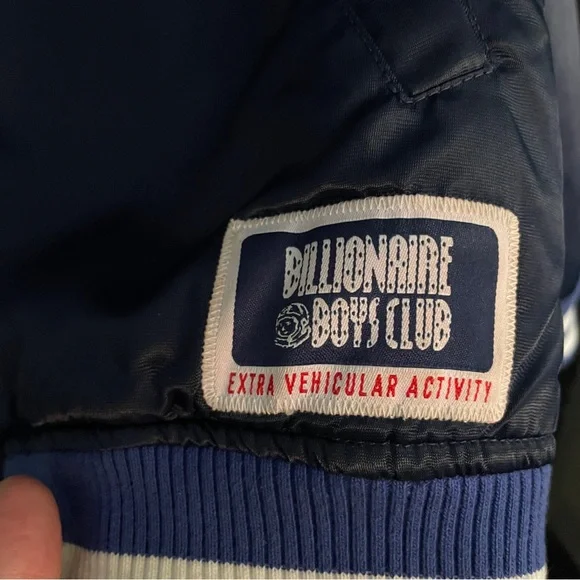 BILLIONAIRE
BOYS CLUB
EXTRA VEHICULAR ACTIVITY